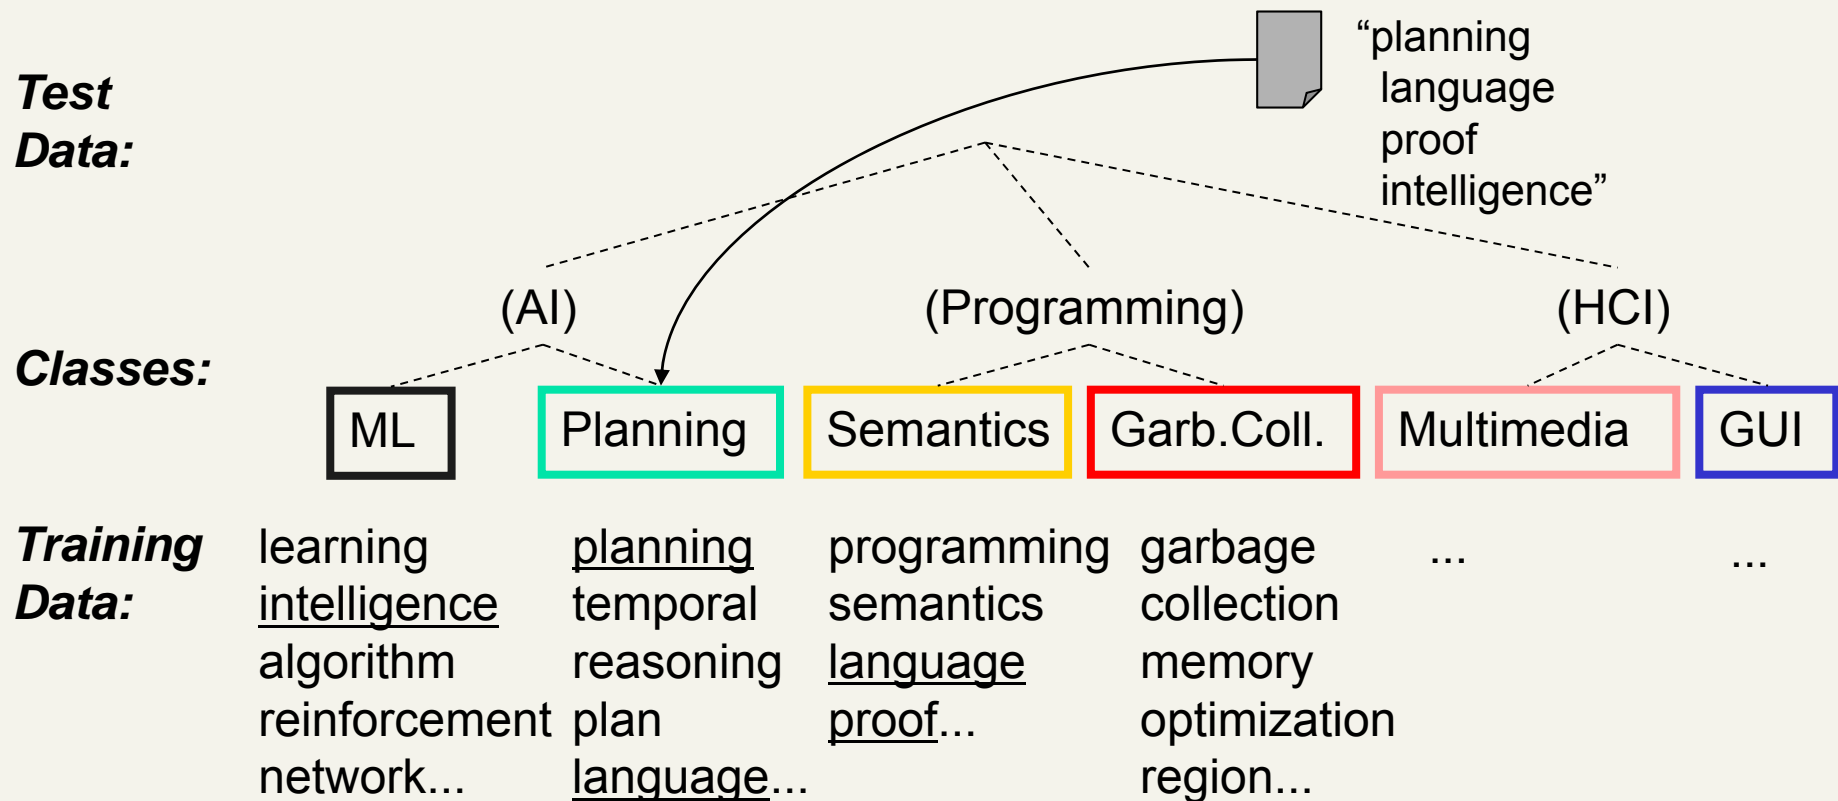 Test
Data:
“planning
language
proof
intelligence”
(AI)
(Programming)
(HCI)
Classes:
ML
Planning
Semantics
Garb.Coll.
Multimedia
GUI
Training
Data:
learning
intelligence
algorithm
reinforcement
network...
planning
temporal
reasoning
plan
language...
programming
semantics
language
proof...
garbage
collection
memory
optimization
region...
...
...